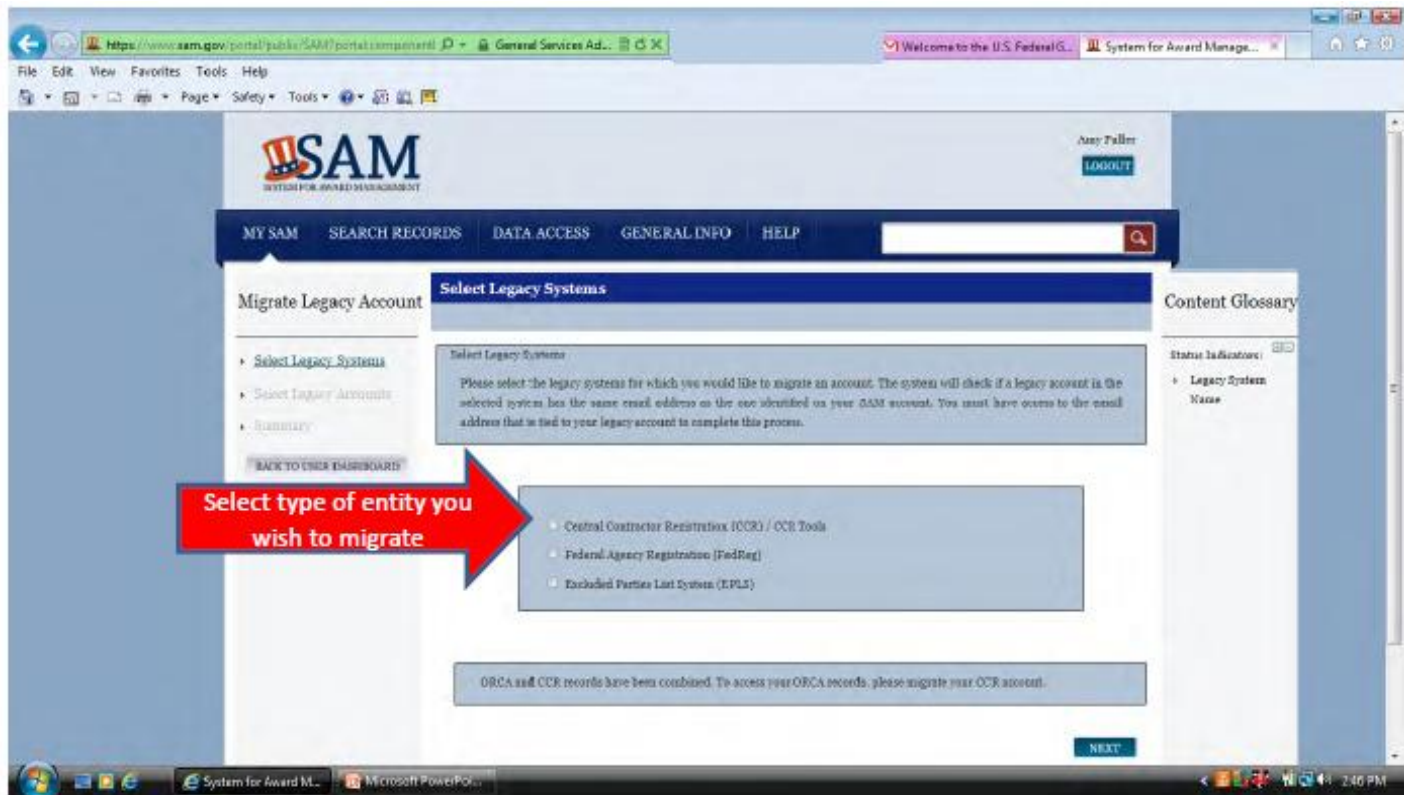 https://www.sam.gov/portal/public/SAM?portal:component General Services Ad...
Welcome to the U.S. Federal G...
System for Award Manage...
File Edit View Favorites Tools Help
Page Safety Tools
SAM
SYSTEM FOR AWARD MANAGEMENT
Amy
LOGOUT
MY SAM SEARCH RECORDS DATA ACCESS GENERAL INFO HELP
Migrate Legacy Account
Select Legacy Systems
Select Legacy Accounts
Summary
BACK TO USER DASHBOARD
Select Legacy Systems
Select Legacy Systems
Please select the legacy systems for which you would like to migrate an account. The system will check if a legacy account in the
selected system has the same email address as the one identified on your SAM account. You must have access to the email
address that is tied to your legacy account to complete this process.
Select type of entity you
wish to migrate
Central Contractor Registration (CCR) / CCR Tools
Federal Agency Registration (FedReg)
Excluded Parties List System (EPLS)
ORCA and CCR records have been combined. To access your ORCA records, please migrate your CCR account.
NEXT
Content Glossary
Status Indicators:
Legacy System
Name
System for Award M...
Microsoft PowerPoi...
2:46 PM